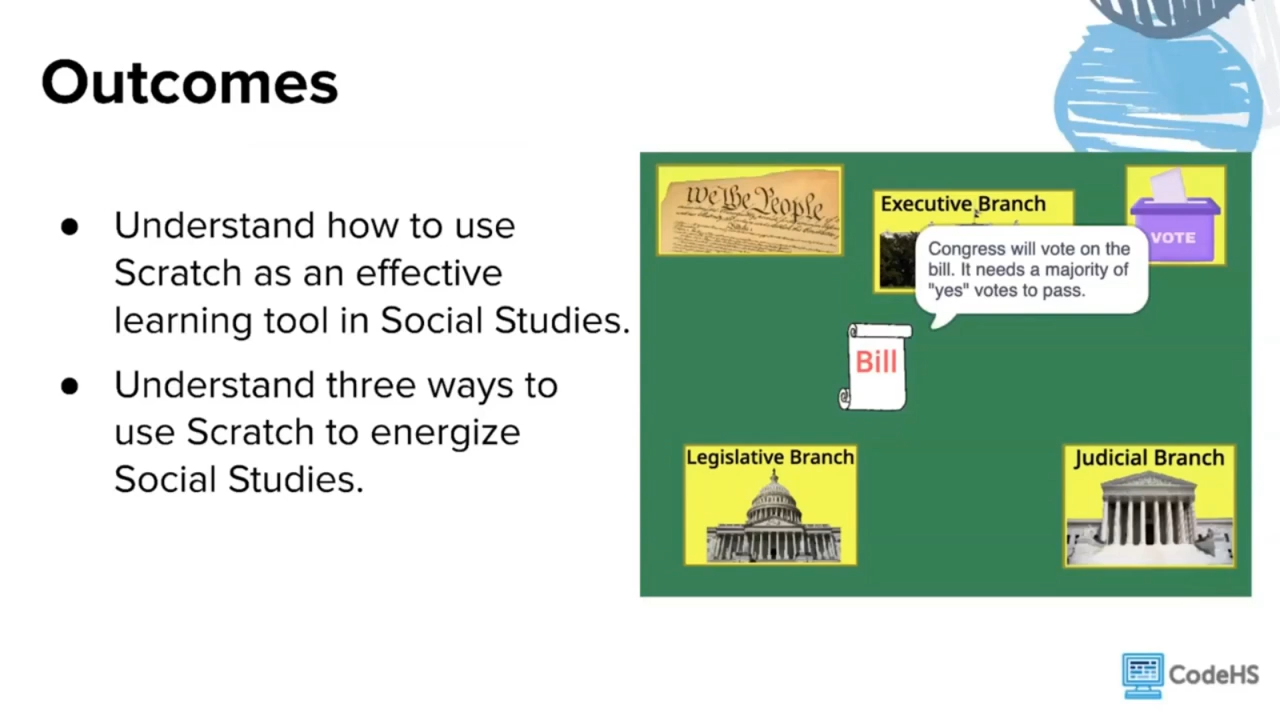 Outcomes
● Understand how to use
Scratch as an effective
learning tool in Social Studies.
● Understand three ways to
use Scratch to energize
Social Studies.
We the People
Executive Branch
VOTE
Congress will vote on the
bill. It needs a majority of
"yes" votes to pass.
Bill
Legislative Branch
Judicial Branch
CodeHS